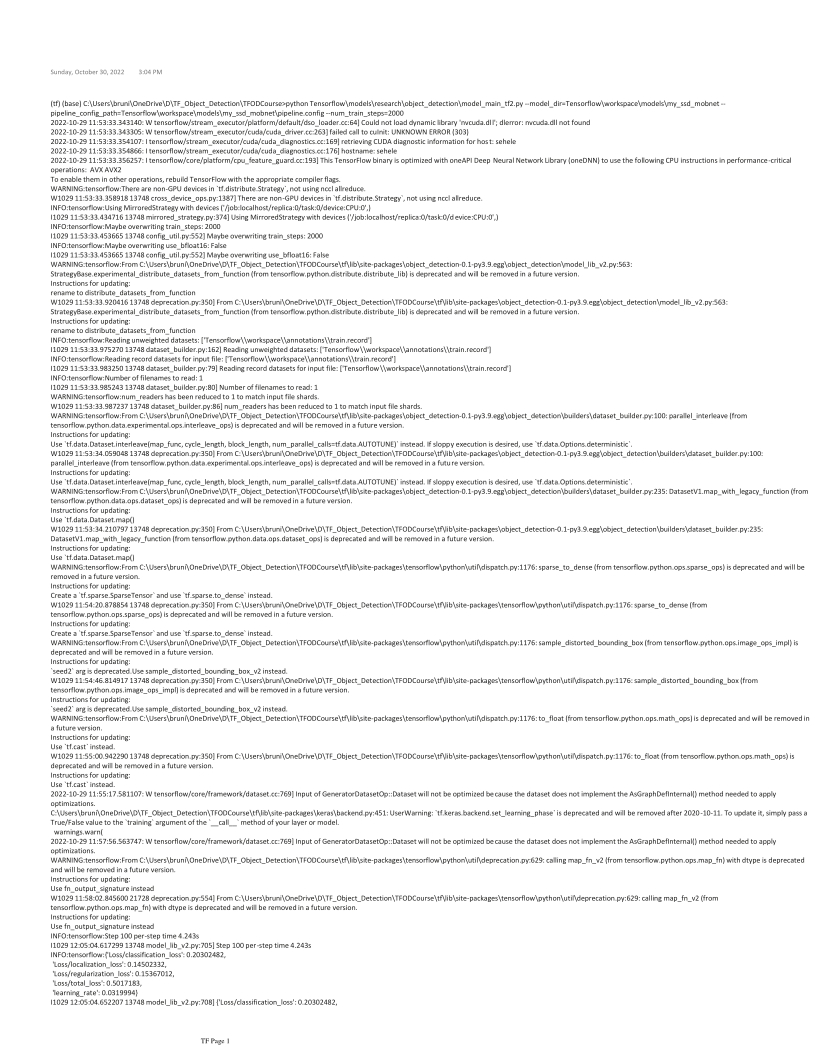 Sunday, October 30, 2022 3:04 PM
(tf) (base) C:\Users\bruni\OneDrive\D\TF_Object_Detection\TFODCourse>python Tensorflow\models\research\object_detection\model_main_tf2.py --model_dir=Tensorflow\workspace\models\my_ssd_mobnet --
pipeline_config_path=Tensorflow\workspace\models\my_ssd_mobnet\pipeline.config --num_train_steps=2000
2022-10-29 11:53:33.343140: W tensorflow/stream_executor/platform/default/dso_loader.cc:64] Could not load dynamic library 'nvcuda.dll'; dlerror: nvcuda.dll not found
2022-10-29 11:53:33.343305: W tensorflow/stream_executor/cuda/cuda_driver.cc:263] failed call to cuInit: UNKNOWN ERROR (303)
2022-10-29 11:53:33.354107: I tensorflow/stream_executor/cuda/cuda_diagnostics.cc:169] retrieving CUDA diagnostic information for host: sehele
2022-10-29 11:53:33.354866: I tensorflow/stream_executor/cuda/cuda_diagnostics.cc:176] hostname: sehele
2022-10-29 11:53:33.356257: I tensorflow/core/platform/cpu_feature_guard.cc:193] This TensorFlow binary is optimized with oneAPI Deep Neural Network Library (oneDNN) to use the following CPU instructions in performance-critical
operations: AVX AVX2
To enable them in other operations, rebuild TensorFlow with the appropriate compiler flags.
WARNING:tensorflow:There are non-GPU devices in `tf.distribute.Strategy`, not using nccl allreduce.
W1029 11:53:33.358918 13748 cross_device_ops.py:1387] There are non-GPU devices in `tf.distribute.Strategy`, not using nccl allreduce.
INFO:tensorflow:Using MirroredStrategy with devices ('/job:localhost/replica:0/task:0/device:CPU:0',)
I1029 11:53:33.434716 13748 mirrored_strategy.py:374] Using MirroredStrategy with devices ('/job:localhost/replica:0/task:0/device:CPU:0',)
INFO:tensorflow:Maybe overwriting train_steps: 2000
I1029 11:53:33.453665 13748 config_util.py:552] Maybe overwriting train_steps: 2000
INFO:tensorflow:Maybe overwriting use_bfloat16: False
I1029 11:53:33.453665 13748 config_util.py:552] Maybe overwriting use_bfloat16: False
WARNING:tensorflow:From C:\Users\bruni\OneDrive\D\TF_Object_Detection\TFODCourse\tf\lib\site-packages\object_detection-0.1-py3.9.egg\object_detection\model_lib_v2.py:563:
StrategyBase.experimental_distribute_datasets_from_function (from tensorflow.python.distribute.distribute_lib) is deprecated and will be removed in a future version.
Instructions for updating:
rename to distribute_datasets_from_function
W1029 11:53:33.920416 13748 deprecation.py:350] From C:\Users\bruni\OneDrive\D\TF_Object_Detection\TFODCourse\tf\lib\site-packages\object_detection-0.1-py3.9.egg\object_detection\model_lib_v2.py:563:
StrategyBase.experimental_distribute_datasets_from_function (from tensorflow.python.distribute.distribute_lib) is deprecated and will be removed in a future version.
Instructions for updating:
rename to distribute_datasets_from_function
INFO:tensorflow:Reading unweighted datasets: ['Tensorflow\\workspace\\annotations\\train.record']
I1029 11:53:33.975270 13748 dataset_builder.py:162] Reading unweighted datasets: ['Tensorflow\\workspace\\annotations\\train.record']
INFO:tensorflow:Reading record datasets for input file: ['Tensorflow\\workspace\\annotations\\train.record']
I1029 11:53:33.983250 13748 dataset_builder.py:79] Reading record datasets for input file: ['Tensorflow\\workspace\\annotations\\train.record']
INFO:tensorflow:Number of filenames to read: 1
I1029 11:53:33.985243 13748 dataset_builder.py:80] Number of filenames to read: 1
WARNING:tensorflow:num_readers has been reduced to 1 to match input file shards.
W1029 11:53:33.987237 13748 dataset_builder.py:86] num_readers has been reduced to 1 to match input file shards.
WARNING:tensorflow:From C:\Users\bruni\OneDrive\D\TF_Object_Detection\TFODCourse\tf\lib\site-packages\object_detection-0.1-py3.9.egg\object_detection\builders\dataset_builder.py:100: parallel_interleave (from
tensorflow.python.data.experimental.ops.interleave_ops) is deprecated and will be removed in a future version.
Instructions for updating:
Use `tf.data.Dataset.interleave(map_func, cycle_length, block_length, num_parallel_calls=tf.data.AUTOTUNE)` instead. If sloppy execution is desired, use `tf.data.Options.deterministic`.
W1029 11:53:34.059048 13748 deprecation.py:350] From C:\Users\bruni\OneDrive\D\TF_Object_Detection\TFODCourse\tf\lib\site-packages\object_detection-0.1-py3.9.egg\object_detection\builders\dataset_builder.py:100:
parallel_interleave (from tensorflow.python.data.experimental.ops.interleave_ops) is deprecated and will be removed in a future version.
Instructions for updating:
Use `tf.data.Dataset.interleave(map_func, cycle_length, block_length, num_parallel_calls=tf.data.AUTOTUNE)` instead. If sloppy execution is desired, use `tf.data.Options.deterministic`.
WARNING:tensorflow:From C:\Users\bruni\OneDrive\D\TF_Object_Detection\TFODCourse\tf\lib\site-packages\object_detection-0.1-py3.9.egg\object_detection\builders\dataset_builder.py:235: DatasetV1.map_with_legacy_function (from
tensorflow.python.data.ops.dataset_ops) is deprecated and will be removed in a future version.
Instructions for updating:
Use `tf.data.Dataset.map()
W1029 11:53:34.210797 13748 deprecation.py:350] From C:\Users\bruni\OneDrive\D\TF_Object_Detection\TFODCourse\tf\lib\site-packages\object_detection-0.1-py3.9.egg\object_detection\builders\dataset_builder.py:235:
DatasetV1.map_with_legacy_function (from tensorflow.python.data.ops.dataset_ops) is deprecated and will be removed in a future version.
Instructions for updating:
Use `tf.data.Dataset.map()
WARNING:tensorflow:From C:\Users\bruni\OneDrive\D\TF_Object_Detection\TFODCourse\tf\lib\site-packages\tensorflow\python\util\dispatch.py:1176: sparse_to_dense (from tensorflow.python.ops.sparse_ops) is deprecated and will be
removed in a future version.
Instructions for updating:
Create a `tf.sparse.SparseTensor` and use `tf.sparse.to_dense` instead.
W1029 11:54:20.878854 13748 deprecation.py:350] From C:\Users\bruni\OneDrive\D\TF_Object_Detection\TFODCourse\tf\lib\site-packages\tensorflow\python\util\dispatch.py:1176: sparse_to_dense (from
tensorflow.python.ops.sparse_ops) is deprecated and will be removed in a future version.
Instructions for updating:
Create a `tf.sparse.SparseTensor` and use `tf.sparse.to_dense` instead.
WARNING:tensorflow:From C:\Users\bruni\OneDrive\D\TF_Object_Detection\TFODCourse\tf\lib\site-packages\tensorflow\python\util\dispatch.py:1176: sample_distorted_bounding_box (from tensorflow.python.ops.image_ops_impl) is
deprecated and will be removed in a future version.
Instructions for updating:
`seed2` arg is deprecated.Use sample_distorted_bounding_box_v2 instead.
W1029 11:54:46.814917 13748 deprecation.py:350] From C:\Users\bruni\OneDrive\D\TF_Object_Detection\TFODCourse\tf\lib\site-packages\tensorflow\python\util\dispatch.py:1176: sample_distorted_bounding_box (from
tensorflow.python.ops.image_ops_impl) is deprecated and will be removed in a future version.
Instructions for updating:
`seed2` arg is deprecated.Use sample_distorted_bounding_box_v2 instead.
WARNING:tensorflow:From C:\Users\bruni\OneDrive\D\TF_Object_Detection\TFODCourse\tf\lib\site-packages\tensorflow\python\util\dispatch.py:1176: to_float (from tensorflow.python.ops.math_ops) is deprecated and will be removed in
a future version.
Instructions for updating:
Use `tf.cast` instead.
W1029 11:55:00.942290 13748 deprecation.py:350] From C:\Users\bruni\OneDrive\D\TF_Object_Detection\TFODCourse\tf\lib\site-packages\tensorflow\python\util\dispatch.py:1176: to_float (from tensorflow.python.ops.math_ops) is
deprecated and will be removed in a future version.
Instructions for updating:
Use `tf.cast` instead.
2022-10-29 11:55:17.581107: W tensorflow/core/framework/dataset.cc:769] Input of GeneratorDatasetOp::Dataset will not be optimized because the dataset does not implement the AsGraphDefInternal() method needed to apply
optimizations.
C:\Users\bruni\OneDrive\D\TF_Object_Detection\TFODCourse\tf\lib\site-packages\keras\backend.py:451: UserWarning: `tf.keras.backend.set_learning_phase` is deprecated and will be removed after 2020-10-11. To update it, simply pass a
True/False value to the `training` argument of the `__call__` method of your layer or model.
warnings.warn(
2022-10-29 11:57:56.563747: W tensorflow/core/framework/dataset.cc:769] Input of GeneratorDatasetOp::Dataset will not be optimized because the dataset does not implement the AsGraphDefInternal() method needed to apply
optimizations.
WARNING:tensorflow:From C:\Users\bruni\OneDrive\D\TF_Object_Detection\TFODCourse\tf\lib\site-packages\tensorflow\python\util\deprecation.py:629: calling map_fn_v2 (from tensorflow.python.ops.map_fn) with dtype is deprecated
and will be removed in a future version.
Instructions for updating:
Use fn_output_signature instead
W1029 11:58:02.845600 21728 deprecation.py:554] From C:\Users\bruni\OneDrive\D\TF_Object_Detection\TFODCourse\tf\lib\site-packages\tensorflow\python\util\deprecation.py:629: calling map_fn_v2 (from
tensorflow.python.ops.map_fn) with dtype is deprecated and will be removed in a future version.
Instructions for updating:
Use fn_output_signature instead
INFO:tensorflow:Step 100 per-step time 4.243s
I1029 12:05:04.617299 13748 model_lib_v2.py:705] Step 100 per-step time 4.243s
INFO:tensorflow:{'Loss/classification_loss': 0.20302482,
'Loss/localization_loss': 0.14502332,
'Loss/regularization_loss': 0.15367012,
'Loss/total_loss': 0.5017183,
'learning_rate': 0.0319994}
I1029 12:05:04.652207 13748 model_lib_v2.py:708] {'Loss/classification_loss': 0.20302482,
TF Page 1